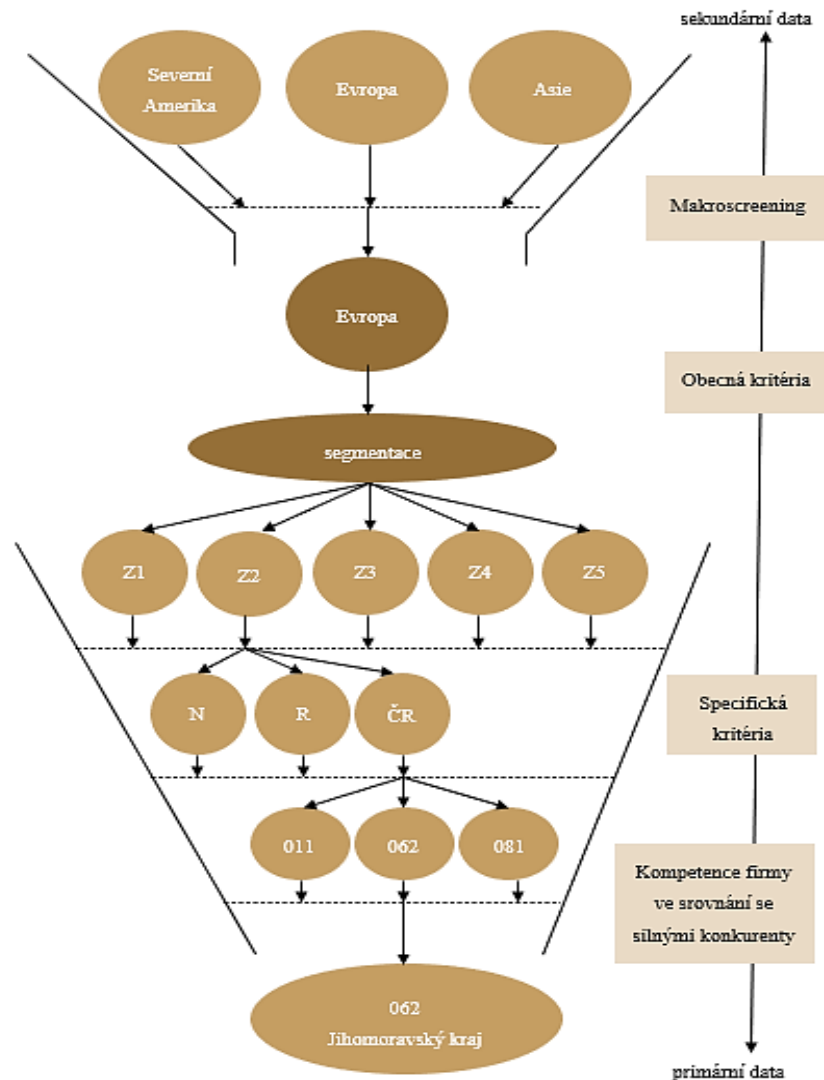 sekundární data
Severní
Amerika
Evropa
Asie
Makroscreening
Evropa
Obecná kritéria
segmentace
Z1
Z2
Z3
Z4
Z5
N
R
ČR
Specifická
kritéria
011
062
081
Kompetence firmy
ve srovnání se
silnými konkurenty
062
Jihomoravský kraj
primární data